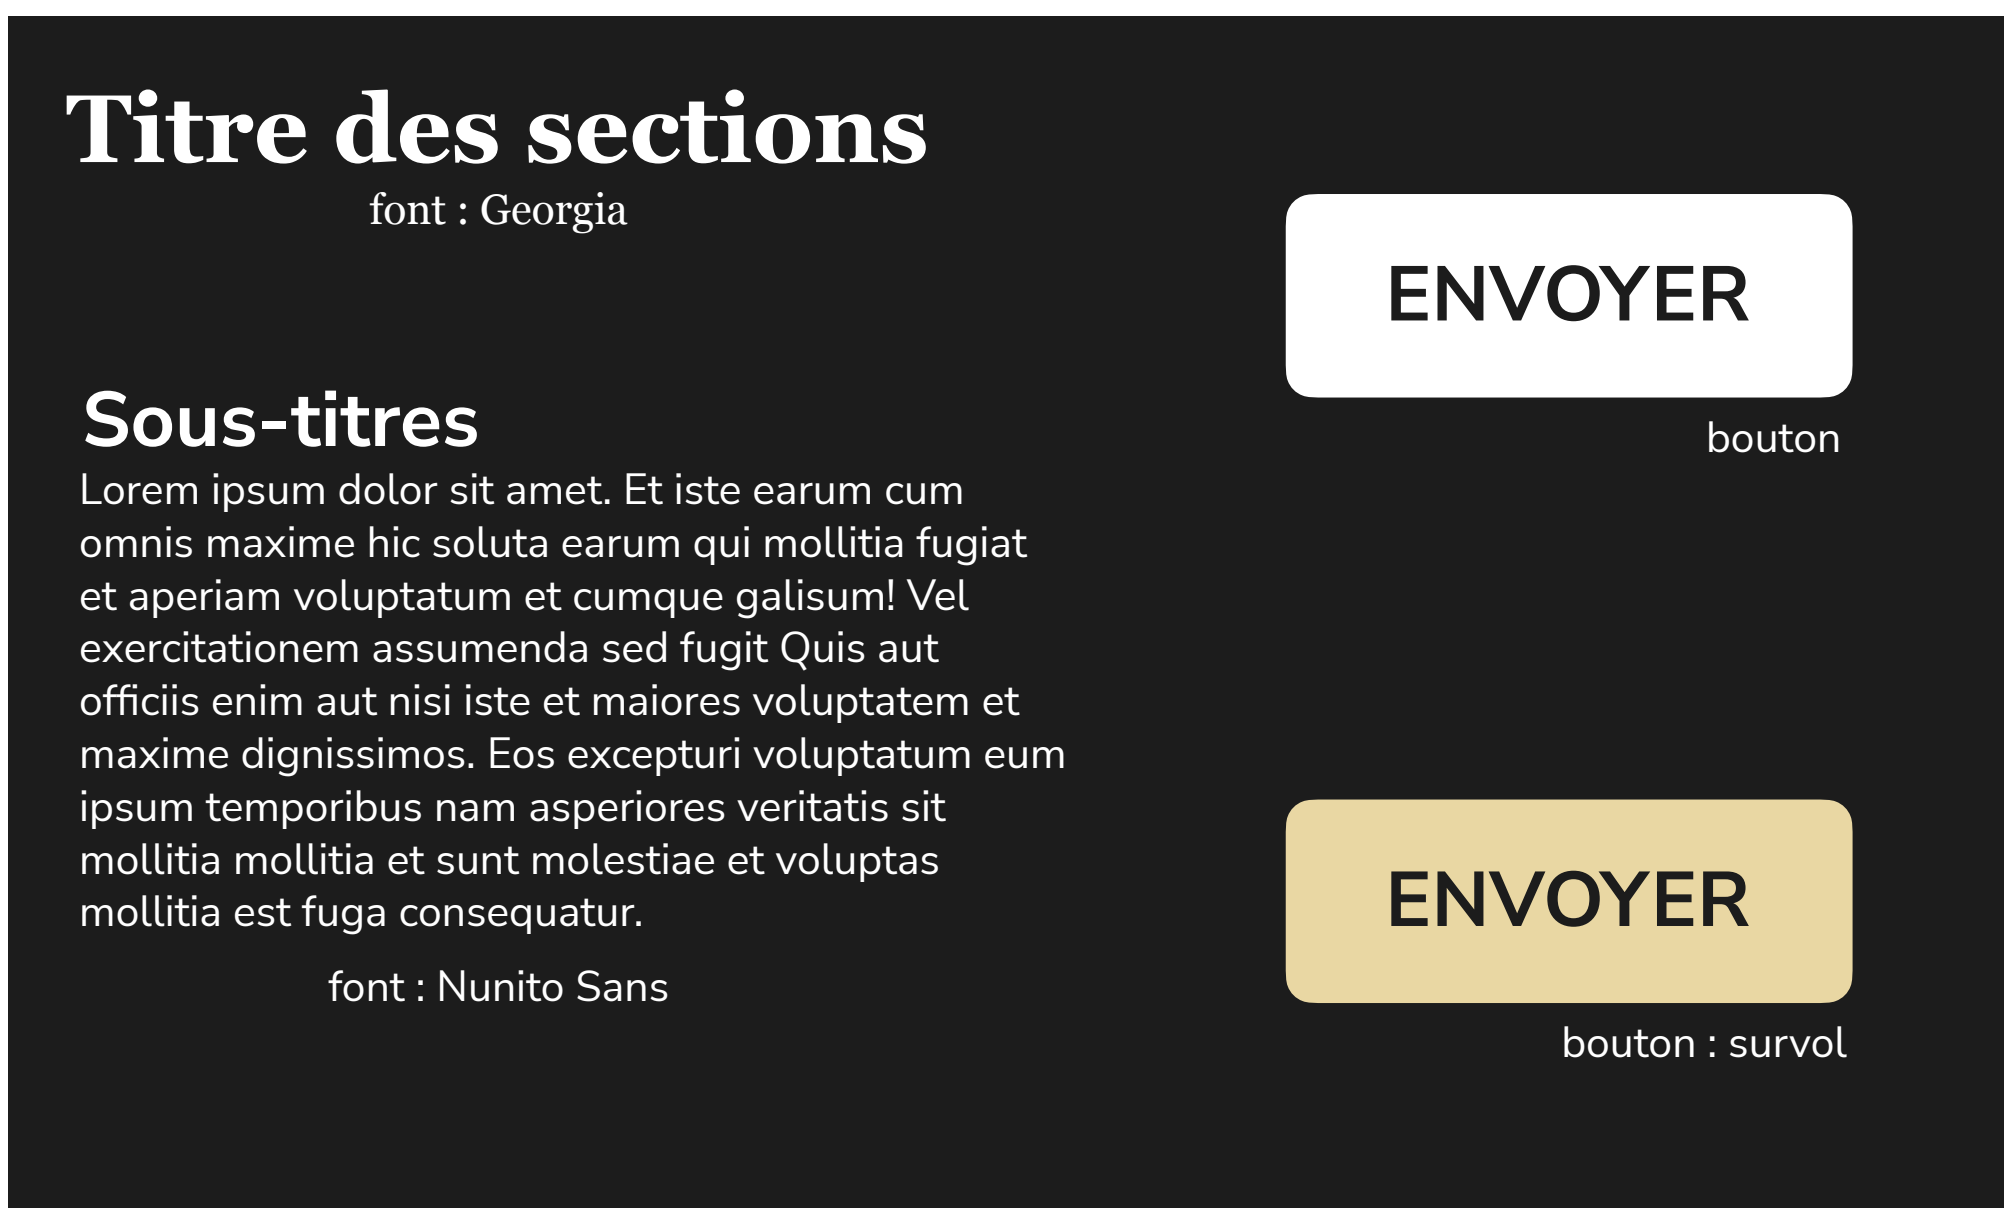 Titre des sections
font : Georgia
Sous-titres
Lorem ipsum dolor sit amet. Et iste earum cum
omnis maxime hic soluta earum qui mollitia fugiat
et aperiam voluptatum et cumque galisum! Vel
exercitationem assumenda sed fugit Quis aut
officiis enim aut nisi iste et maiores voluptatem et
maxime dignissimos. Eos excepturi voluptatum eum
ipsum temporibus nam asperiores veritatis sit
mollitia mollitia et sunt molestiae et voluptas
mollitia est fuga consequatur.
font : Nunito Sans
ENVOYER
bouton
ENVOYER
bouton : survol